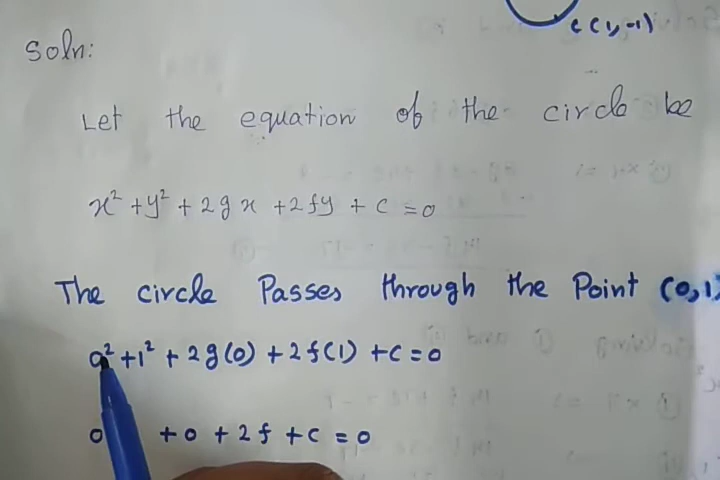 c(1,-1)
Soln:
Let the equation of the circle be
x² + y² + 2gx + 2fy + c = 0
The circle Passes through the Point (0,1)
0² + 1² + 2g(0) + 2f(1) + c = 0
0 + 0 + 2f + c = 0